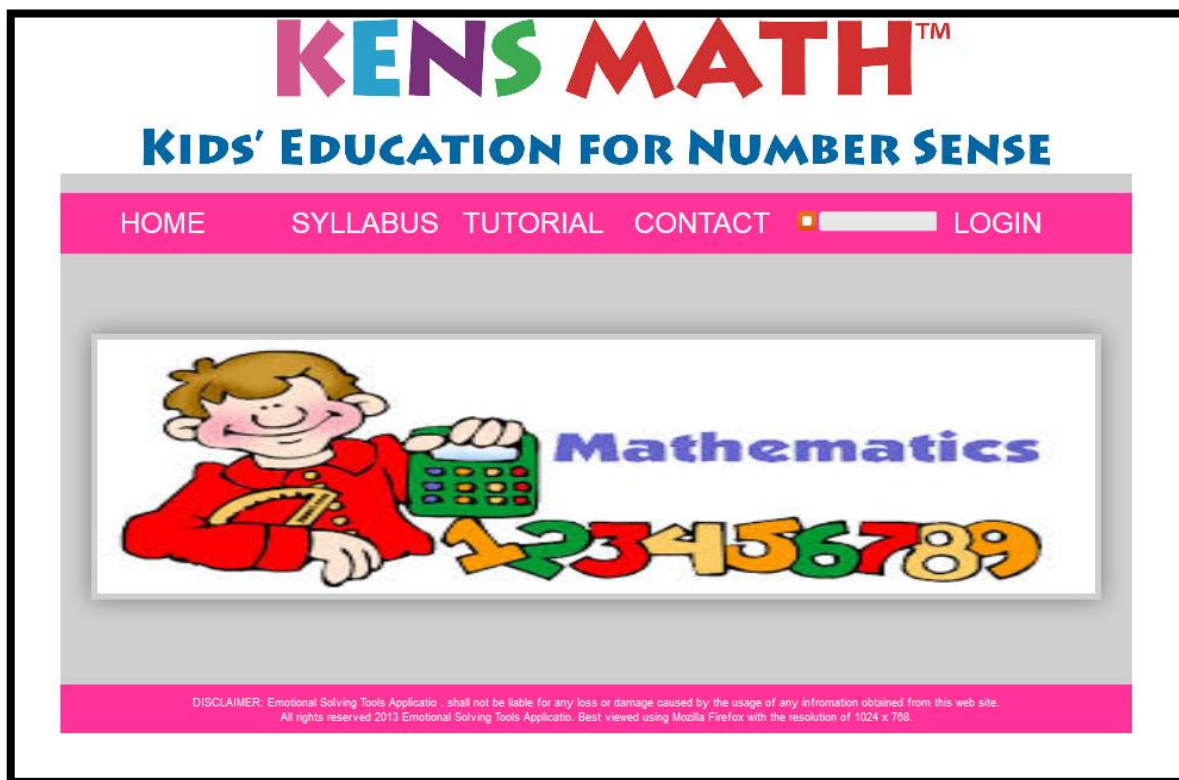 KENS MATH™
KIDS' EDUCATION FOR NUMBER SENSE
HOME SYLLABUS TUTORIAL CONTACT LOGIN
Mathematics
123456789
DISCLAIMER: Emotional Solving Tools Applicatio , shall not be liable for any loss or damage caused by the usage of any infromation obtained from this web site.
All rights reserved 2013 Emotional Solving Tools Applicatio. Best viewed using Mozilla Firefox with the resolution of 1024 x 768.